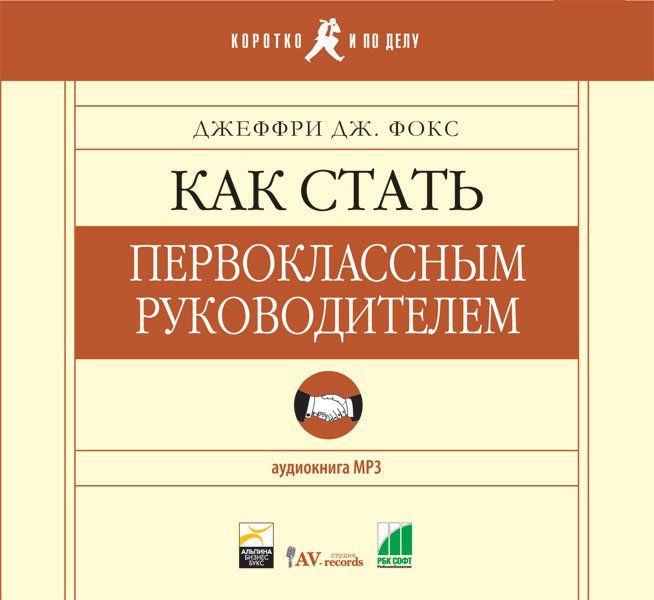 КОРОТКО И ПО ДЕЛУ
ДЖЕФФРИ ДЖ. ФОКС
КАК СТАТЬ
ПЕРВОКЛАССНЫМ
РУКОВОДИТЕЛЕМ
аудиокнига MP3
АЛЬПИНА
БИЗНЕС
БУКС
студия
AV-records
РБК СОФТ